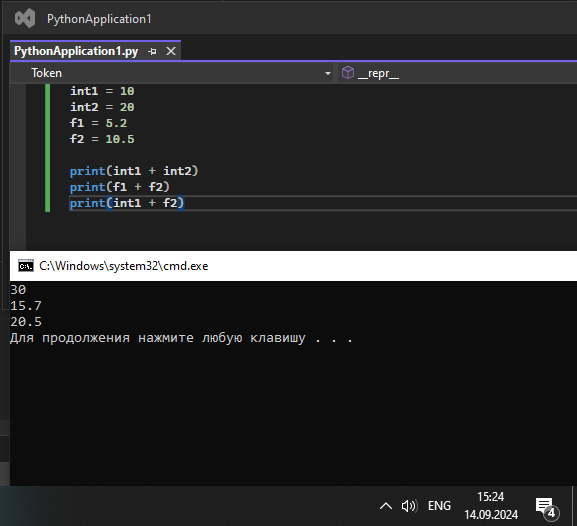 PythonApplication1
PythonApplication1.py
Token
__repr__
int1 = 10
int2 = 20
f1 = 5.2
f2 = 10.5
print(int1 + int2)
print(f1 + f2)
print(int1 + f2)
C:\Windows\system32\cmd.exe
30
15.7
20.5
Для продолжения нажмите любую клавишу . . .
15:24
ENG
14.09.2024
4